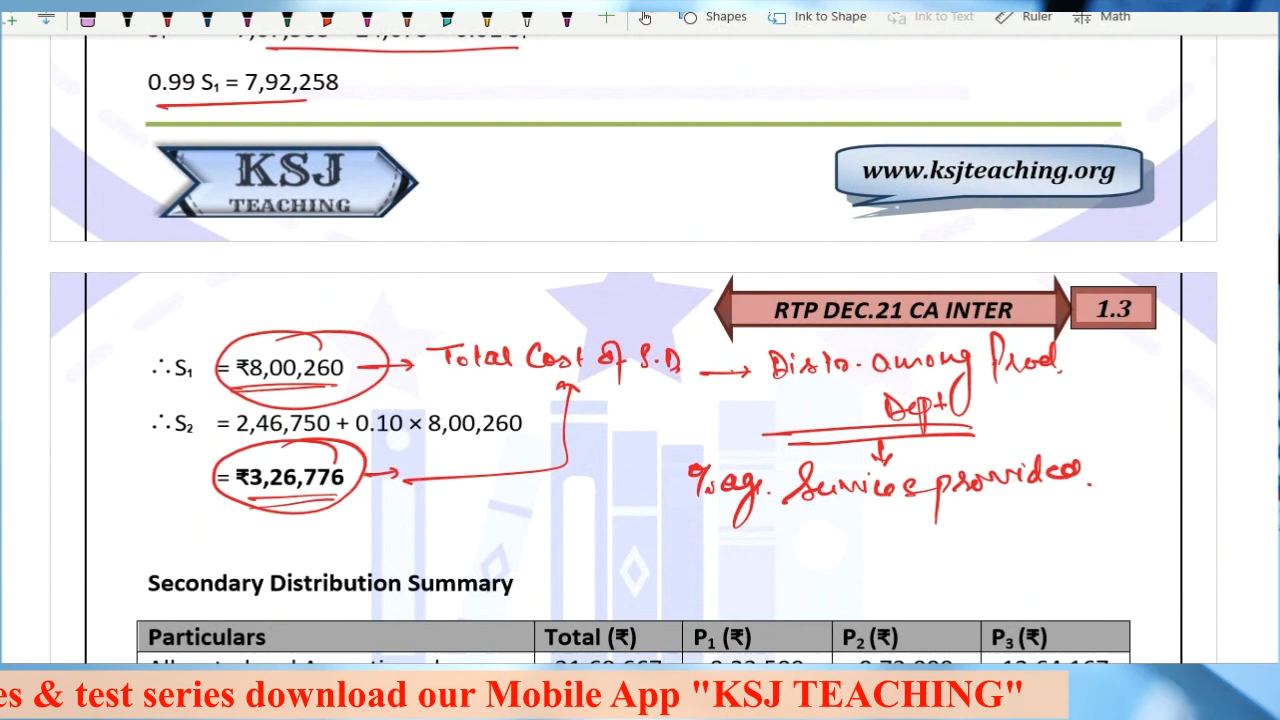 Shapes Ink to Shape Ink to Text Ruler Math
0.99 S₁ = 7,92,258
KSJ
TEACHING
www.ksjteaching.org
RTP DEC.21 CA INTER 1.3
∴ S₁ = ₹8,00,260 → Total Cost of S.D → Distr. among Prod.
Deptt
∴ S₂ = 2,46,750 + 0.10 × 8,00,260
= ₹3,26,776
%age. Services provided.
Secondary Distribution Summary
Particulars Total (₹) P₁ (₹) P₂ (₹) P₃ (₹)
es & test series download our Mobile App "KSJ TEACHING"